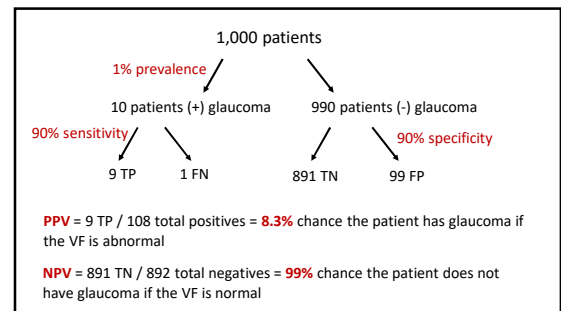 1,000 patients
1% prevalence
10 patients (+) glaucoma 990 patients (-) glaucoma
90% sensitivity 90% specificity
9 TP 1 FN 891 TN 99 FP
PPV = 9 TP / 108 total positives = 8.3% chance the patient has glaucoma if
the VF is abnormal
NPV = 891 TN / 892 total negatives = 99% chance the patient does not
have glaucoma if the VF is normal